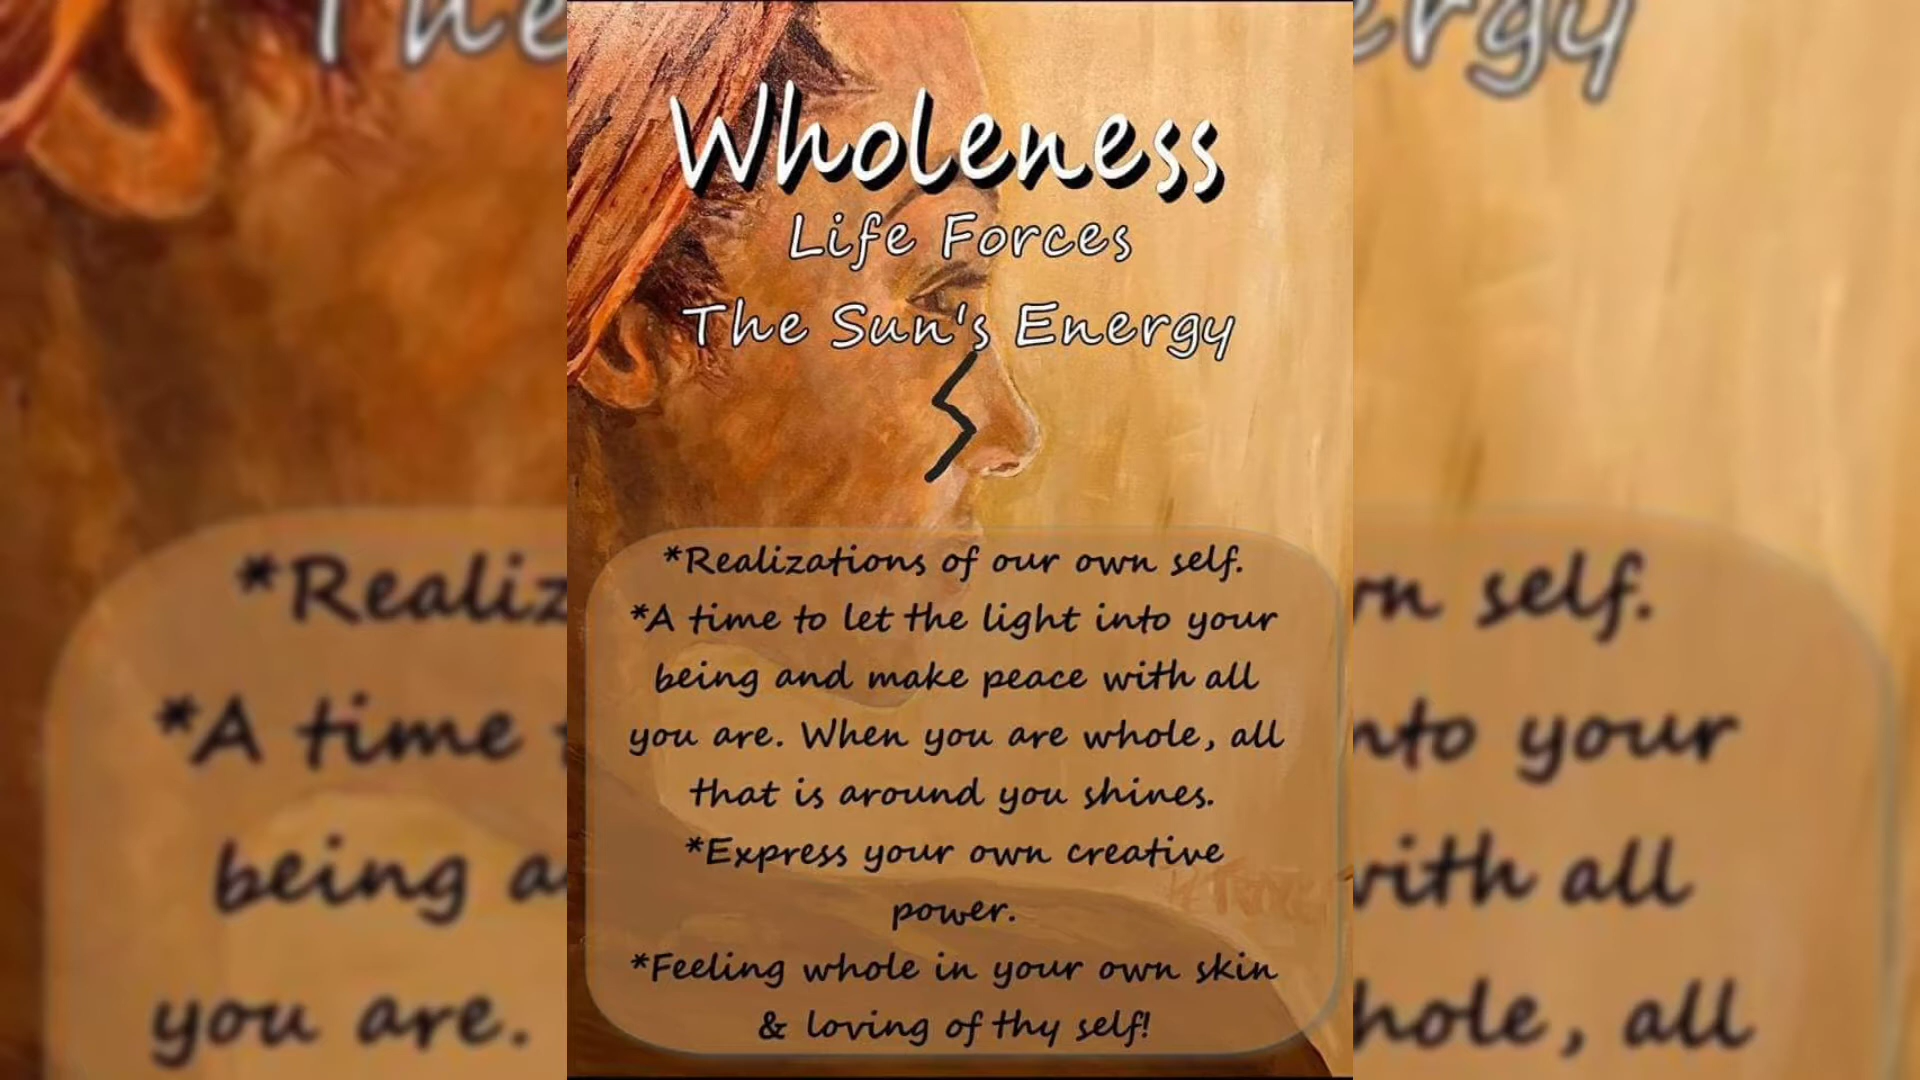 Wholeness
Life Forces
The Sun's Energy
*Realizations of our own self.
*A time to let the light into your
being and make peace with all
you are. When you are whole, all
that is around you shines.
*Express your own creative
power.
*Feeling whole in your own skin
& loving of thy self!